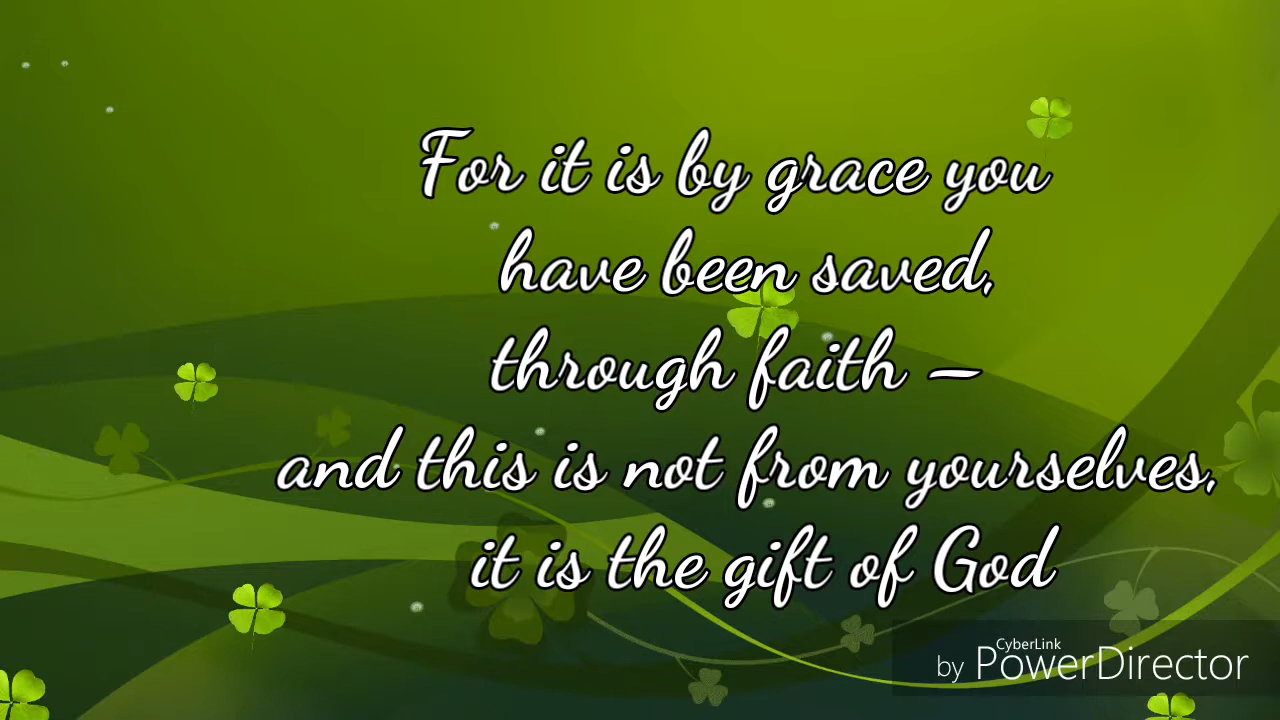 For it is by grace you
have been saved,
through faith –
and this is not from yourselves,
it is the gift of God
by CyberLink PowerDirector